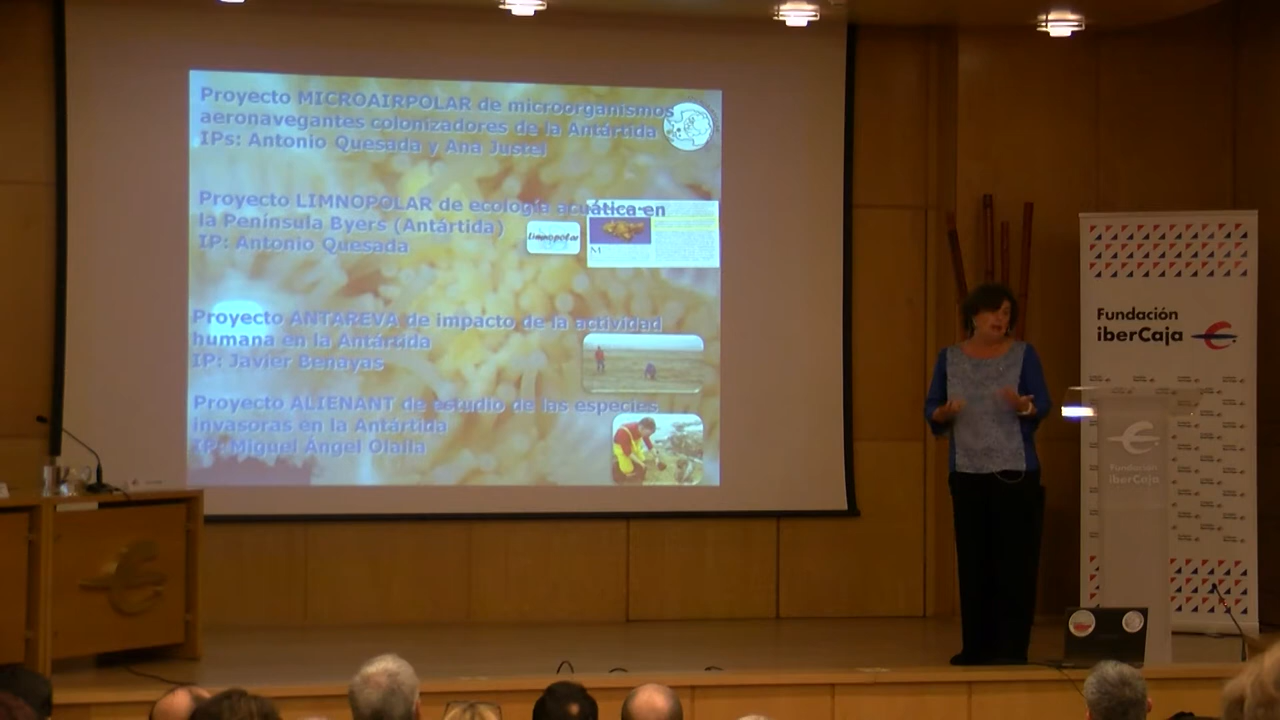 Proyecto MICROAIRPOLAR de microorganismos
aeronavegantes colonizadores de la Antártida
IPs: Antonio Quesada y Ana Justel
Proyecto LIMNOPOLAR de ecología acuática en
la Península Byers (Antártida)
IP: Antonio Quesada
Limnopolar
M
Proyecto ANTAREVA de impacto de la actividad
humana en la Antártida
IP: Javier Benayas
Proyecto ALIENANT de estudio de las especies
invasoras en la Antártida
IP: Miguel Ángel Olalla
Fundación
iberCaja
Fundación
iberCaja